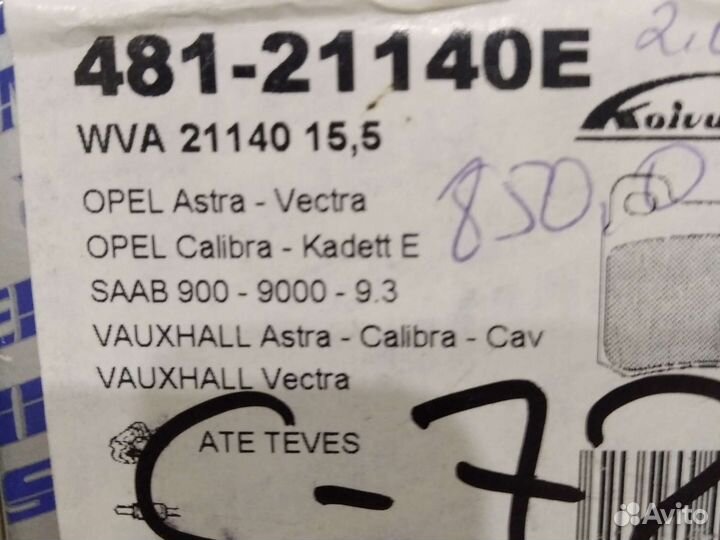 481-21140E
WVA 21140 15,5
850,0
OPEL Astra - Vectra
OPEL Calibra - Kadett E
SAAB 900 - 9000 - 9.3
VAUXHALL Astra - Calibra - Cav
VAUXHALL Vectra
ATE TEVES
C-72
Avito